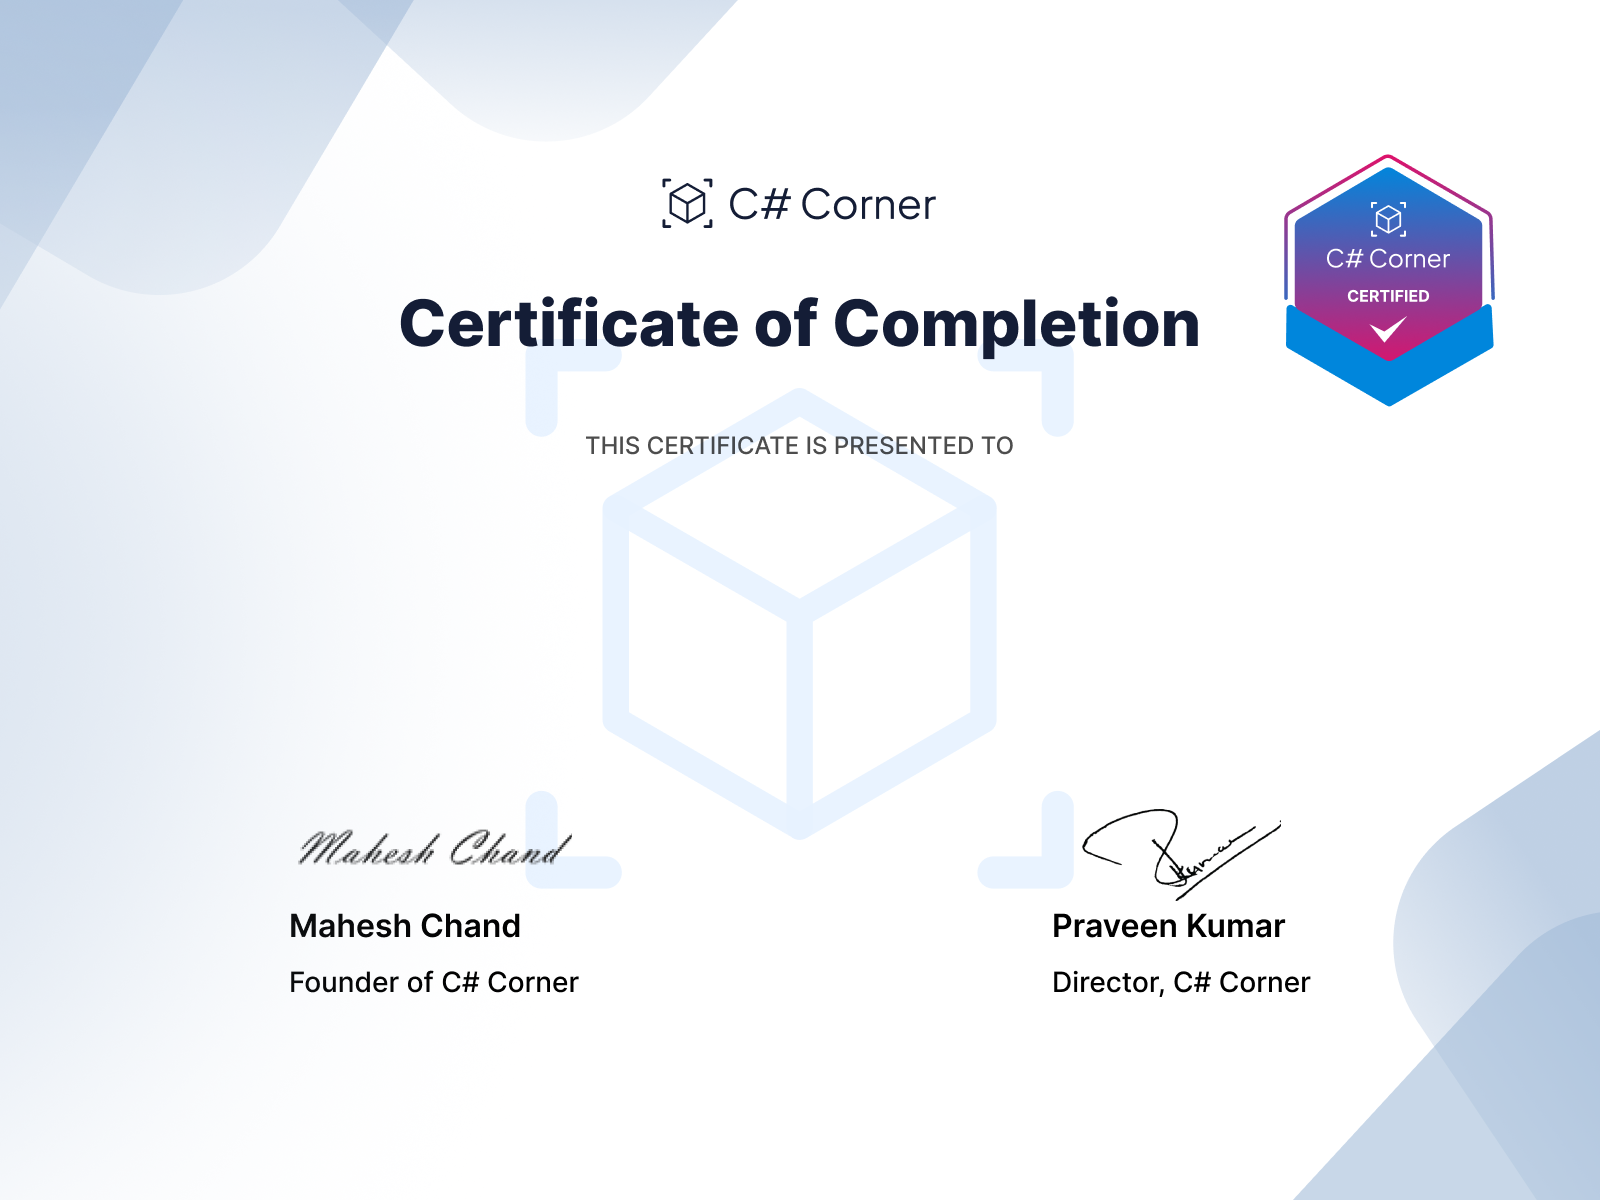 C# Corner
C# Corner
CERTIFIED
Certificate of Completion
THIS CERTIFICATE IS PRESENTED TO
Mahesh Chand
Kumar
Mahesh Chand
Praveen Kumar
Founder of C# Corner
Director, C# Corner